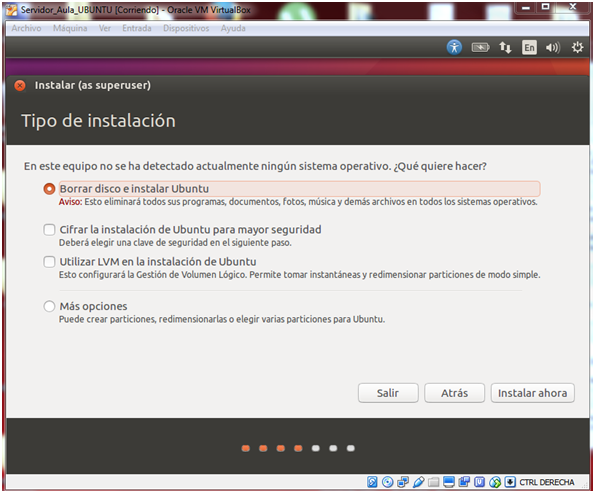 Servidor_Aula_UBUNTU [Corriendo] - Oracle VM VirtualBox
Archivo Máquina Ver Entrada Dispositivos Ayuda
En
Instalar (as superuser)
Tipo de instalación
En este equipo no se ha detectado actualmente ningún sistema operativo. ¿Qué quiere hacer?
Borrar disco e instalar Ubuntu
Aviso: Esto eliminará todos sus programas, documentos, fotos, música y demás archivos en todos los sistemas operativos.
Cifrar la instalación de Ubuntu para mayor seguridad
Deberá elegir una clave de seguridad en el siguiente paso.
Utilizar LVM en la instalación de Ubuntu
Esto configurará la Gestión de Volumen Lógico. Permite tomar instantáneas y redimensionar particiones de modo simple.
Más opciones
Puede crear particiones, redimensionarlas o elegir varias particiones para Ubuntu.
Salir Atrás Instalar ahora
CTRL DERECHA